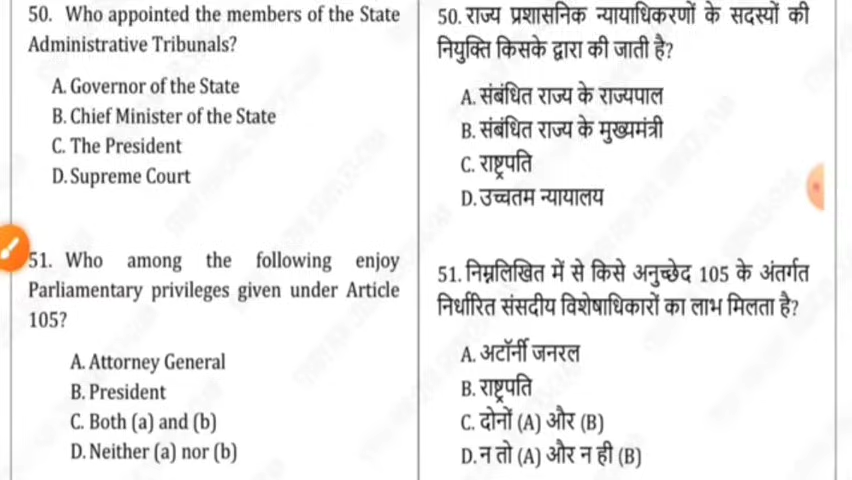 50. Who appointed the members of the State
Administrative Tribunals?
A. Governor of the State
B. Chief Minister of the State
C. The President
D. Supreme Court
51. Who among the following enjoy
Parliamentary privileges given under Article
105?
A. Attorney General
B. President
C. Both (a) and (b)
D. Neither (a) nor (b)
50. राज्य प्रशासनिक न्यायाधिकरणों के सदस्यों की
नियुक्ति किसके द्वारा की जाती है?
A. संबंधित राज्य के राज्यपाल
B. संबंधित राज्य के मुख्यमंत्री
C. राष्ट्रपति
D. उच्चतम न्यायालय
51. निम्नलिखित में से किसे अनुच्छेद 105 के अंतर्गत
निर्धारित संसदीय विशेषाधिकारों का लाभ मिलता है?
A. अटॉर्नी जनरल
B. राष्ट्रपति
C. दोनों (A) और (B)
D. न तो (A) और न ही (B)